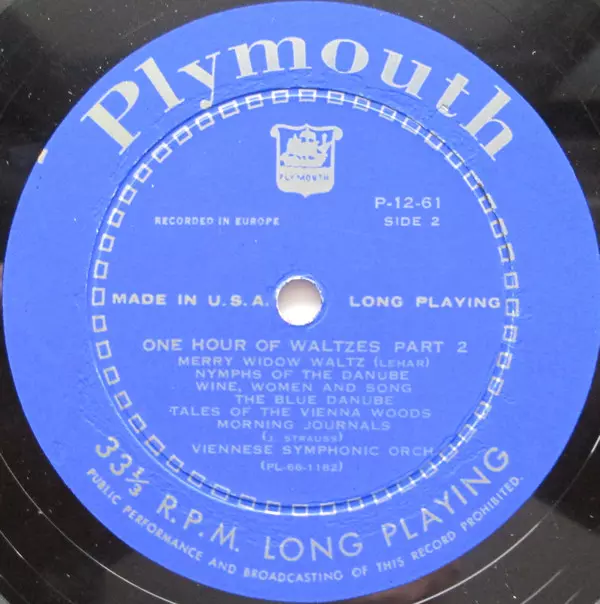 Plymouth
PLYMOUTH
P-12-61
RECORDED IN EUROPE
SIDE 2
MADE IN U.S.A.
LONG PLAYING
ONE HOUR OF WALTZES PART 2
MERRY WIDOW WALTZ (LEHAR)
NYMPHS OF THE DANUBE
WINE, WOMEN AND SONG
THE BLUE DANUBE
TALES OF THE VIENNA WOODS
MORNING JOURNALS
(J. STRAUSS)
VIENNESE SYMPHONIC ORCH
(PL-66-1182)
33⅓ R.P.M. LONG PLAYING
PUBLIC PERFORMANCE AND BROADCASTING OF THIS RECORD PROHIBITED.